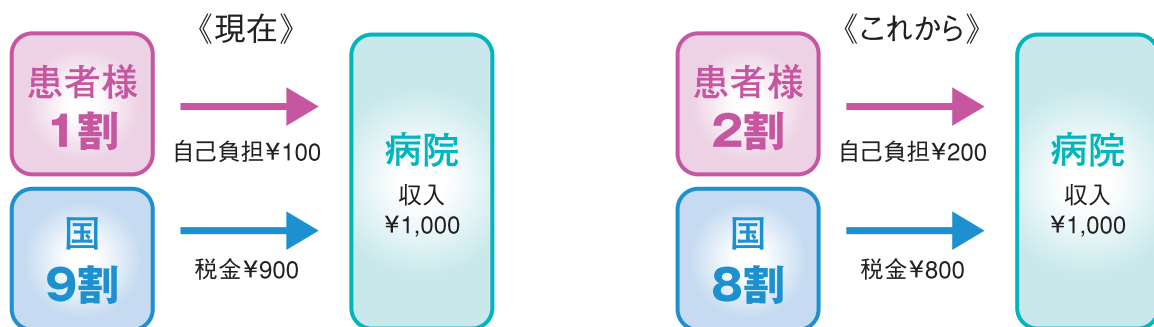 《現在》
患者様
1割
自己負担¥100
国
9割
税金¥900
病院
収入
¥1,000
《これから》
患者様
2割
自己負担¥200
国
8割
税金¥800
病院
収入
¥1,000